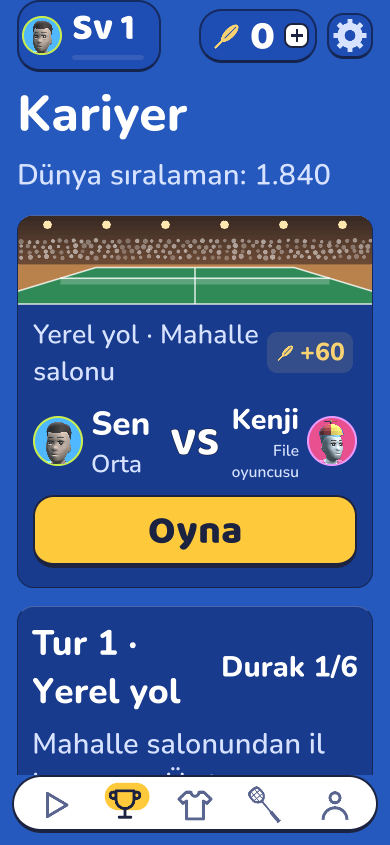 Sv 1
0
Kariyer
Dünya sıralaman: 1.840
Yerel yol · Mahalle
salonu
+60
Sen
Orta
VS
Kenji
File
oyuncusu
Oyna
Tur 1 ·
Yerel yol
Durak 1/6
Mahalle salonundan il